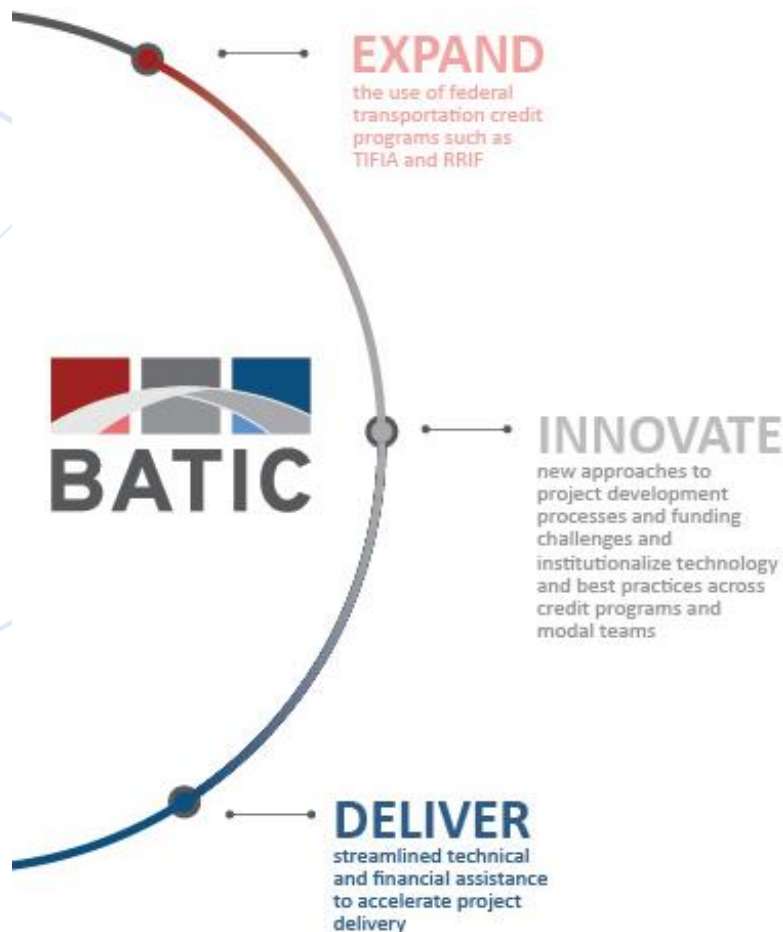 EXPAND
the use of federal
transportation credit
programs such as
TIFIA and RRIF
BATIC
INNOVATE
new approaches to
project development
processes and funding
challenges and
institutionalize technology
and best practices across
credit programs and
modal teams
DELIVER
streamlined technical
and financial assistance
to accelerate project
delivery